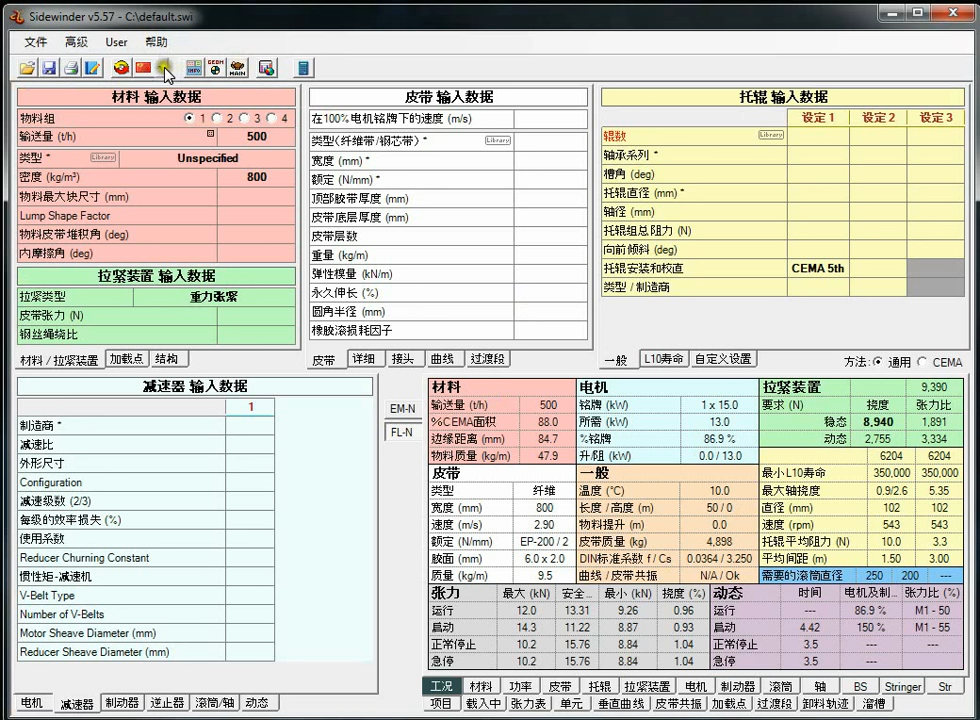 Sidewinder v5.57 - C:\default.swi
文件 高级 User 帮助
INFO GEOM MAIN
材料 输入数据
物料组 1 2 3 4
输送量 (t/h) 500
类型 * Library Unspecified
密度 (kg/m³) 800
物料最大块尺寸 (mm)
Lump Shape Factor
物料皮带堆积角 (deg)
内摩擦角 (deg)
拉紧装置 输入数据
拉紧类型 重力张紧
皮带张力 (N)
钢丝绳绕比
材料 / 拉紧装置 加载点 结构
皮带 输入数据
在100%电机铭牌下的速度 (m/s)
类型(纤维带/钢芯带) * Library
宽度 (mm) *
额定 (N/mm) *
顶部胶带厚度 (mm)
皮带底层厚度 (mm)
皮带层数
重量 (kg/m)
弹性模量 (kN/m)
永久伸长 (%)
圆角半径 (mm)
橡胶滚损耗因子
皮带 详细 接头 曲线 过渡段
托辊 输入数据
设定 1 设定 2 设定 3
辊数 Library
轴承系列 *
槽角 (deg)
托辊直径 (mm) *
轴径 (mm)
托辊组总阻力 (N)
向前倾斜 (deg)
托辊安装和校直 CEMA 5th
类型 / 制造商
一般 L10寿命 自定义设置 方法: 通用 CEMA
减速器 输入数据
1
制造商 *
减速比
外形尺寸
Configuration
减速级数 (2/3)
每级的效率损失 (%)
使用系数
Reducer Churning Constant
惯性矩-减速机
V-Belt Type
Number of V-Belts
Motor Sheave Diameter (mm)
Reducer Sheave Diameter (mm)
电机 减速器 制动器 逆止器 滚筒/轴 动态
EM-N
FL-N
材料
输送量 (t/h) 500
%CEMA面积 88.0
边缘距离 (mm) 84.7
物料质量 (kg/m) 47.9
电机
铭牌 (kW) 1 x 15.0
所需 (kW) 13.0
%铭牌 86.9 %
升/阻 (kW) 0.0 / 13.0
拉紧装置 9,390
要求 (N) 挠度 张力比
稳态 8,940 1,891
动态 2,755 3,334
6204 6204
皮带
类型 纤维
宽度 (mm) 800
速度 (m/s) 2.90
额定 (N/mm) EP-200 / 2
胶面 (mm) 6.0 x 2.0
质量 (kg/m) 9.5
一般
温度 (°C) 10.0
长度 / 高度 (m) 50 / 0
物料提升 (m) 0.0
皮带质量 (kg) 4,898
DIN标准系数 f / Cs 0.0364 / 3.250
曲线 / 皮带共振 N/A / Ok
最小L10寿命 350,000 350,000
最大轴挠度 0.9/2.6 5.35
直径 (mm) 102 102
速度 (rpm) 543 543
托辊平均阻力 (N) 10.0 3.3
平均间距 (m) 1.50 3.00
需要的滚筒直径 250 200 ---
张力 最大 (kN) 安全... 最小 (kN) 挠度 (%)
运行 12.0 13.31 9.26 0.96
启动 14.3 11.22 8.87 0.93
正常停止 10.2 15.76 8.84 1.04
急停 10.2 15.76 8.84 1.04
动态 时间 电机及制... 张力比 (%)
运行 --- 86.9 % M1 - 50
启动 4.42 150 % M1 - 55
正常停止 3.5 --- ---
急停 3.5 --- ---
工况 材料 功率 皮带 托辊 拉紧装置 电机 制动器 滚筒 轴 BS Stringer Str
项目 载入中 张力表 单元 垂直曲线 皮带共振 加载点 过渡段 卸料轨迹 溜槽